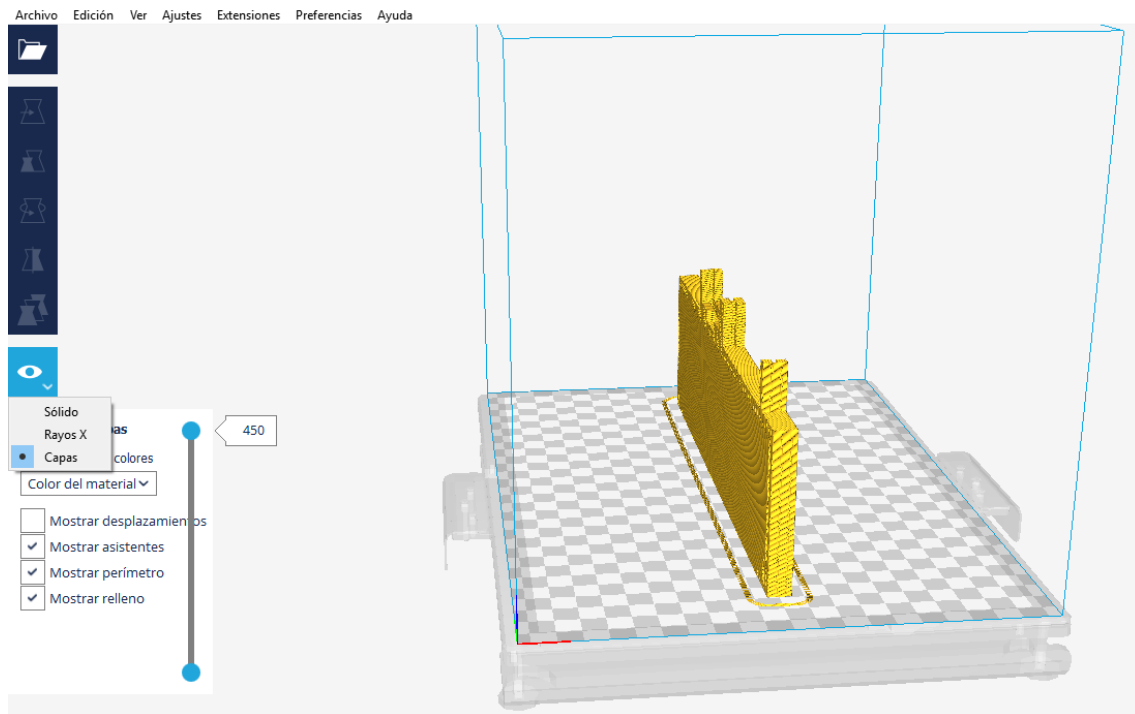 Archivo Edición Ver Ajustes Extensiones Preferencias Ayuda
Sólido
Rayos X
Capas
450
colores
Color del material
Mostrar desplazamientos
Mostrar asistentes
Mostrar perímetro
Mostrar relleno